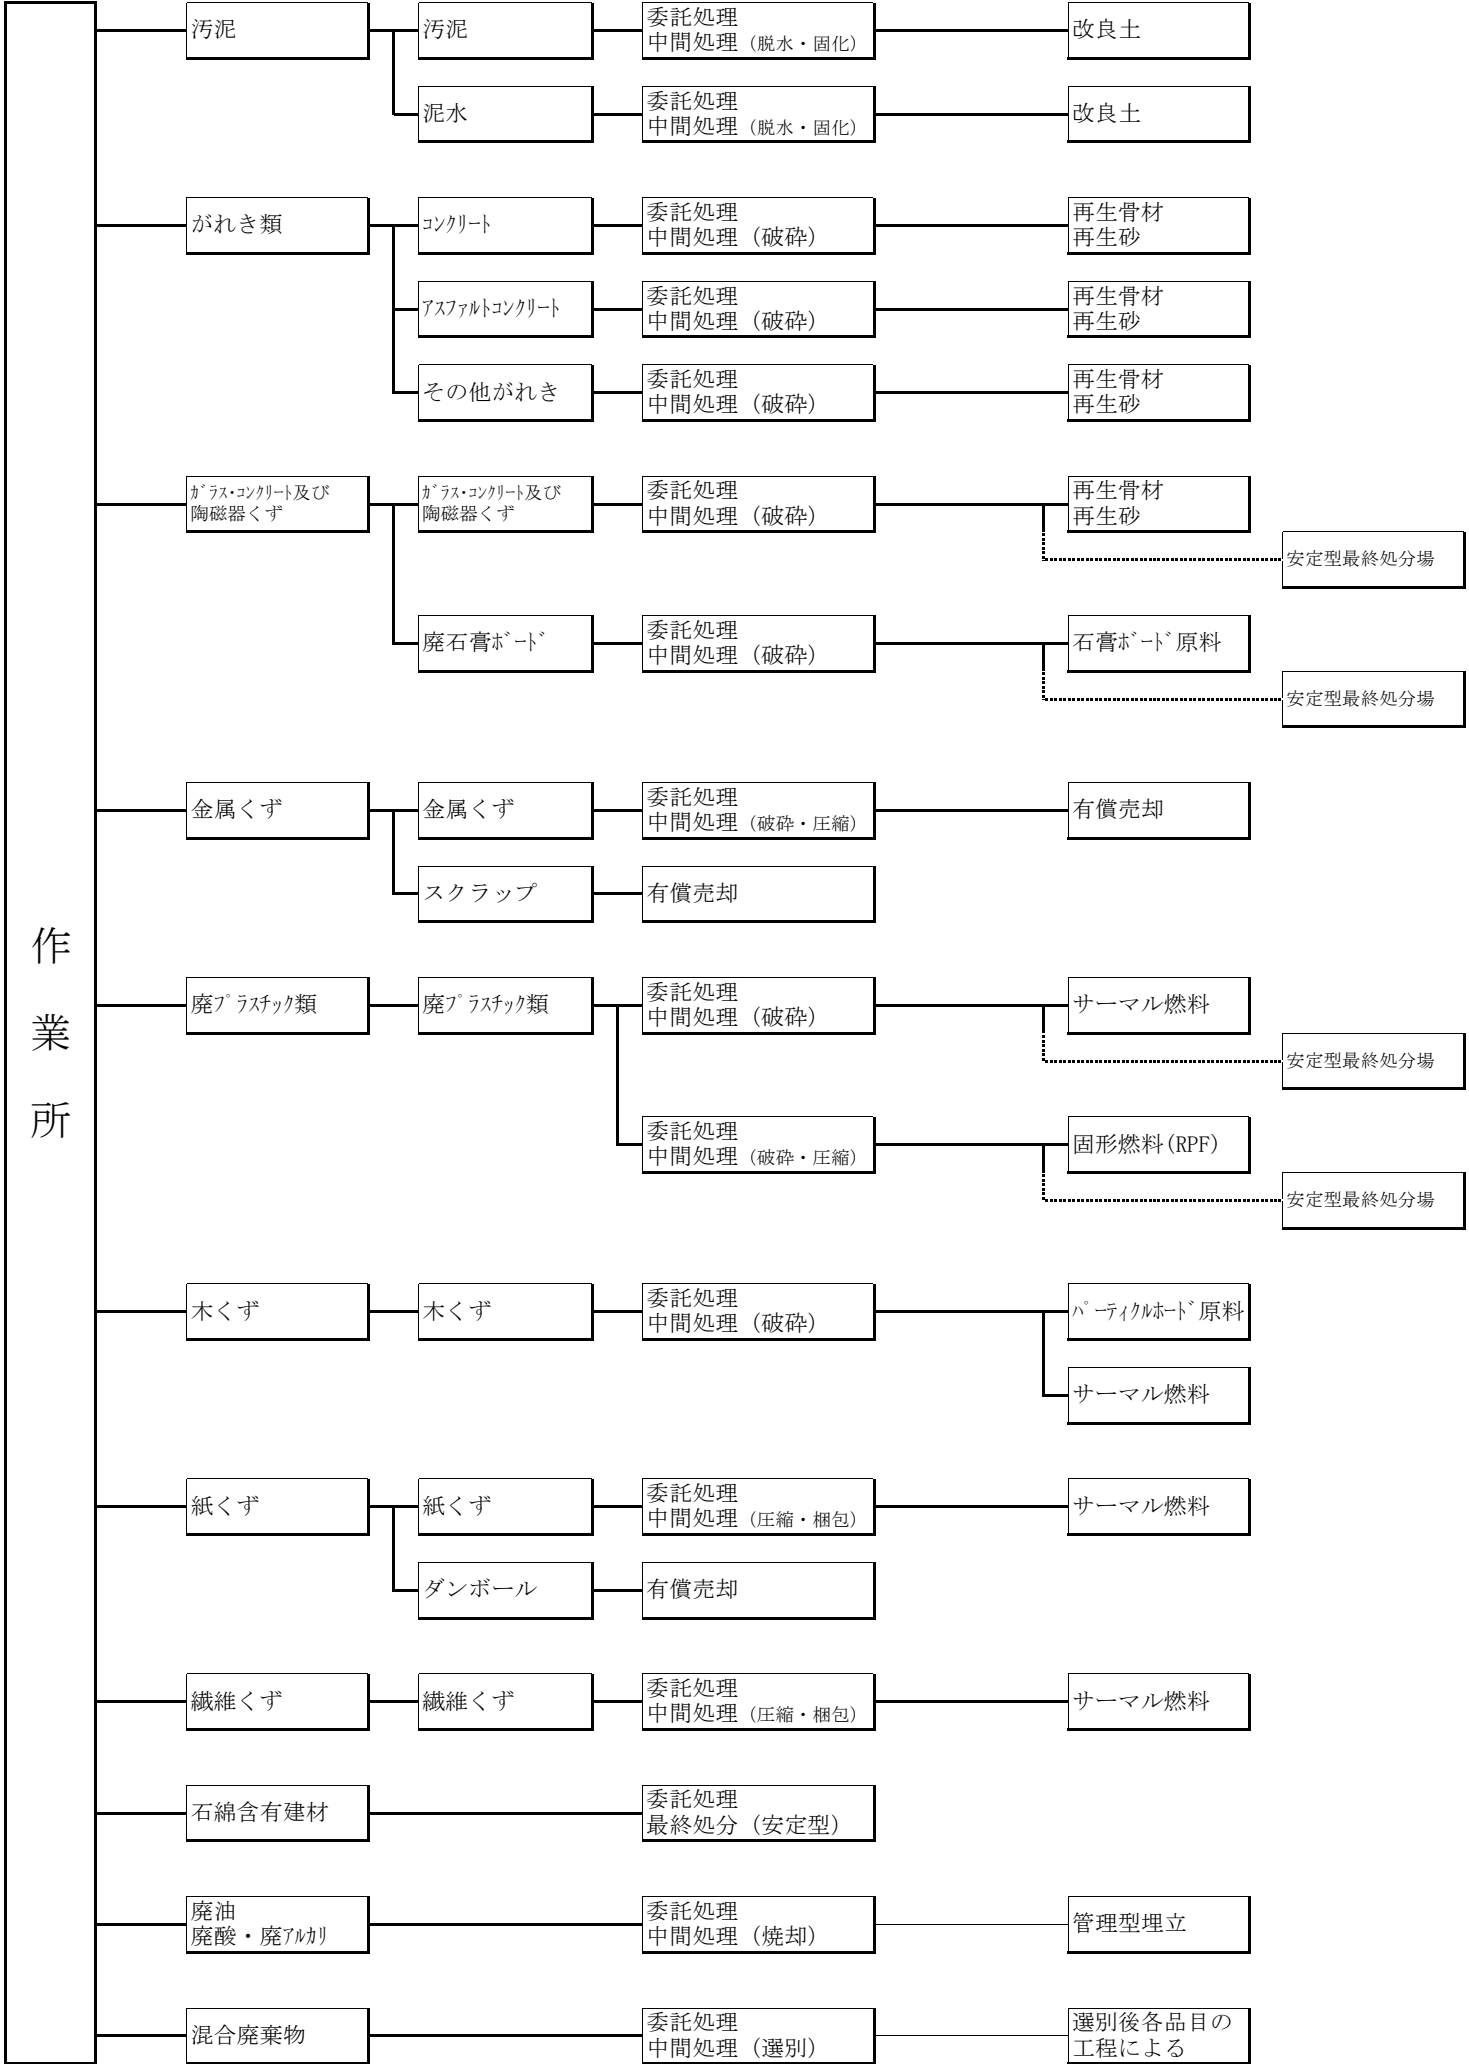 作
業
所
汚泥
汚泥
委託処理
中間処理（脱水・固化）
改良土
泥水
委託処理
中間処理（脱水・固化）
改良土
がれき類
ｺﾝｸﾘｰﾄ
委託処理
中間処理（破砕）
再生骨材
再生砂
ｱｽﾌｧﾙﾄｺﾝｸﾘｰﾄ
委託処理
中間処理（破砕）
再生骨材
再生砂
その他がれき
委託処理
中間処理（破砕）
再生骨材
再生砂
ｶﾞﾗｽ・ｺﾝｸﾘｰﾄ及び
陶磁器くず
ｶﾞﾗｽ・ｺﾝｸﾘｰﾄ及び
陶磁器くず
委託処理
中間処理（破砕）
再生骨材
再生砂
安定型最終処分場
廃石膏ﾎﾞｰﾄﾞ
委託処理
中間処理（破砕）
石膏ﾎﾞｰﾄﾞ原料
安定型最終処分場
金属くず
金属くず
委託処理
中間処理（破砕・圧縮）
有償売却
スクラップ
有償売却
廃ﾌﾟﾗｽﾁｯｸ類
廃ﾌﾟﾗｽﾁｯｸ類
委託処理
中間処理（破砕）
サーマル燃料
安定型最終処分場
委託処理
中間処理（破砕・圧縮）
固形燃料(RPF)
安定型最終処分場
木くず
木くず
委託処理
中間処理（破砕）
ﾊﾟｰﾃｨｸﾙﾎｰﾄﾞ原料
サーマル燃料
紙くず
紙くず
委託処理
中間処理（圧縮・梱包）
サーマル燃料
ダンボール
有償売却
繊維くず
繊維くず
委託処理
中間処理（圧縮・梱包）
サーマル燃料
石綿含有建材
委託処理
最終処分（安定型）
廃油
廃酸・廃ｱﾙｶﾘ
委託処理
中間処理（焼却）
管理型埋立
混合廃棄物
委託処理
中間処理（選別）
選別後各品目の
工程による